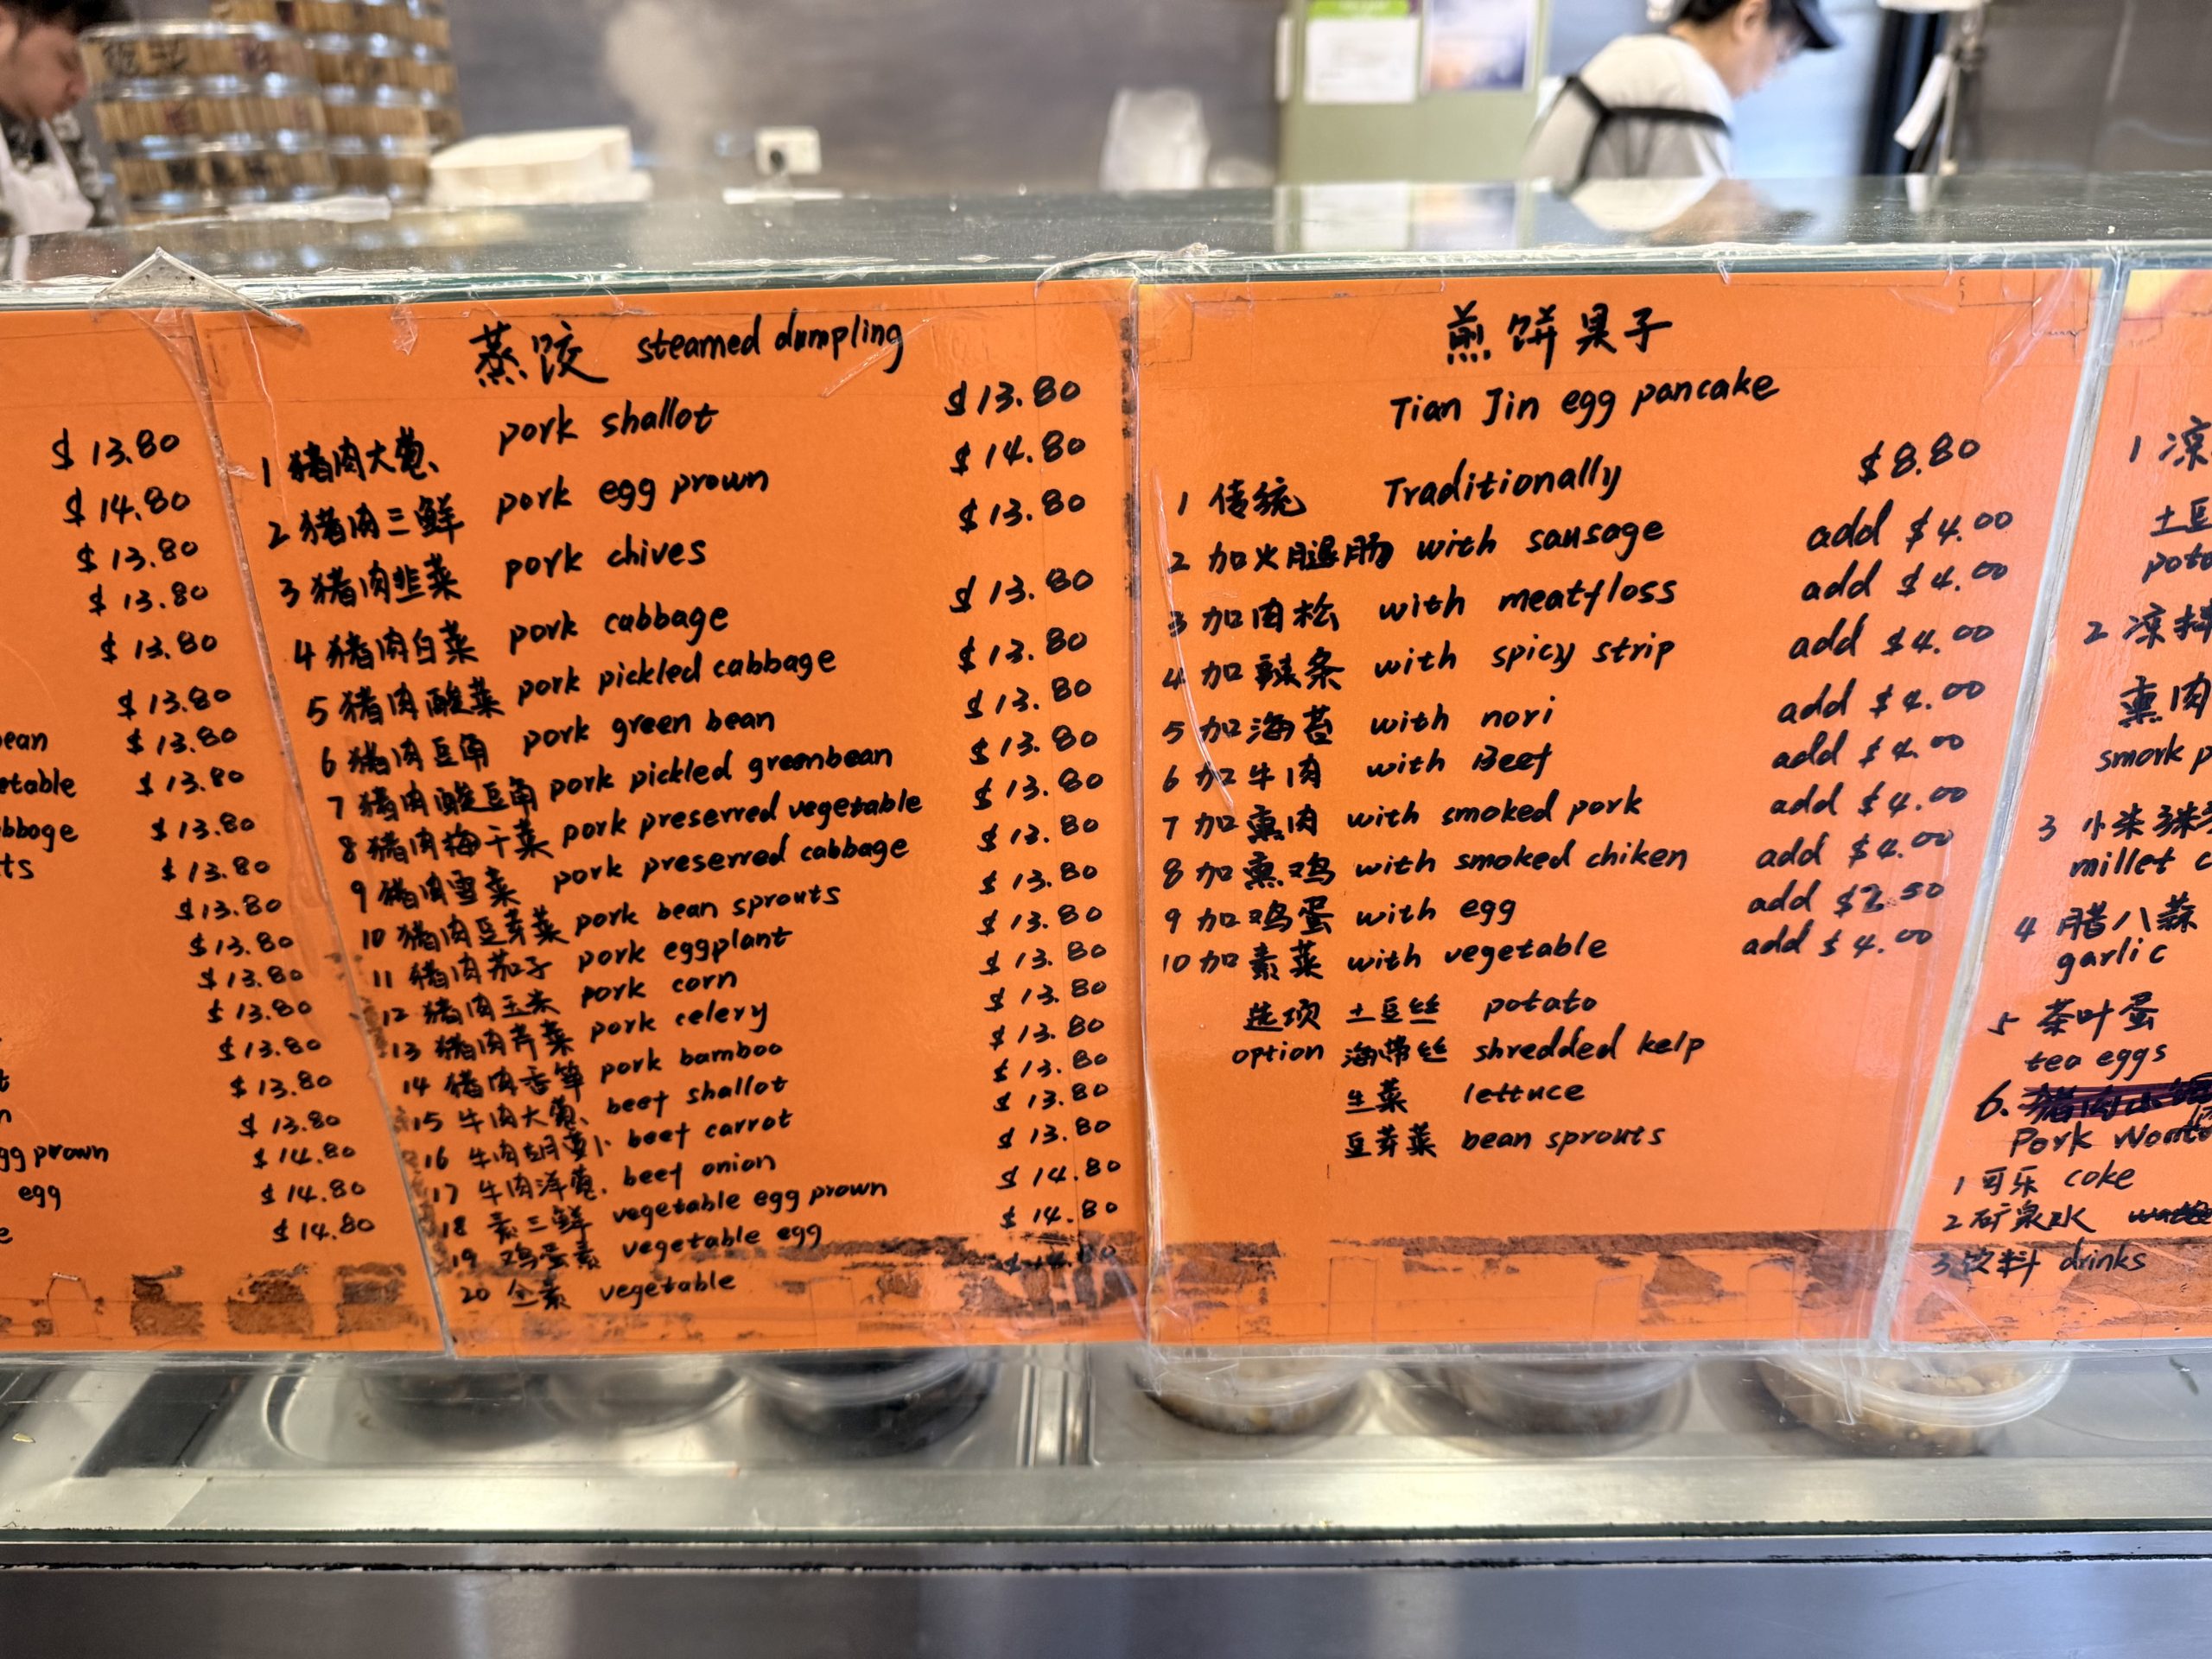 $13.80
$14.80
$13.80
$13.80
$13.80
$13.80
ean $13.80
etable $13.80
bbage $13.80
ts $13.80
$13.80
$13.80
$13.80
$13.80
$13.80
$13.80
$13.80
gg prown $14.80
egg $14.80
$14.80
蒸饺 steamed dumpling
1 猪肉大葱 pork shallot $13.80
2 猪肉三鲜 pork egg prown $14.80
3 猪肉韭菜 pork chives $13.80
4 猪肉白菜 pork cabbage $13.80
5 猪肉酸菜 pork pickled cabbage $13.80
6 猪肉豆角 pork green bean $13.80
7 猪肉酸豆角 pork pickled greenbean $13.80
8 猪肉梅干菜 pork preserred vegetable $13.80
9 猪肉雪菜 pork preserred cabbage $13.80
10 猪肉豆芽菜 pork bean sprouts $13.80
11 猪肉茄子 pork eggplant $13.80
12 猪肉玉米 pork corn $13.80
13 猪肉芹菜 pork celery $13.80
14 猪肉香笋 pork bamboo $13.80
15 牛肉大葱 beef shallot $13.80
16 牛肉胡萝卜 beef carrot $13.80
17 牛肉洋葱 beef onion $13.80
18 素三鲜 vegetable egg prown $14.80
19 鸡蛋素 vegetable egg $14.80
20 全素 vegetable $14.80
煎饼果子
Tian Jin egg pancake
1 传统 Traditionally $8.80
2 加火腿肠 with sausage add $4.00
3 加肉松 with meatfloss add $4.00
4 加辣条 with spicy strip add $4.00
5 加海苔 with nori add $4.00
6 加牛肉 with Beef add $4.00
7 加熏肉 with smoked pork add $4.00
8 加熏鸡 with smoked chiken add $4.00
9 加鸡蛋 with egg add $2.50
10 加素菜 with vegetable add $4.00
选项 土豆丝 potato
option 海带丝 shredded kelp
生菜 lettuce
豆芽菜 bean sprouts
1 凉
土豆
pot
2 凉拌
熏肉
smork p
3 小米
millet c
4 腊八蒜
garlic
5 茶叶蛋
tea eggs
6.
Pork Wont
1 可乐 coke
2 矿泉水
3 饮料 drinks